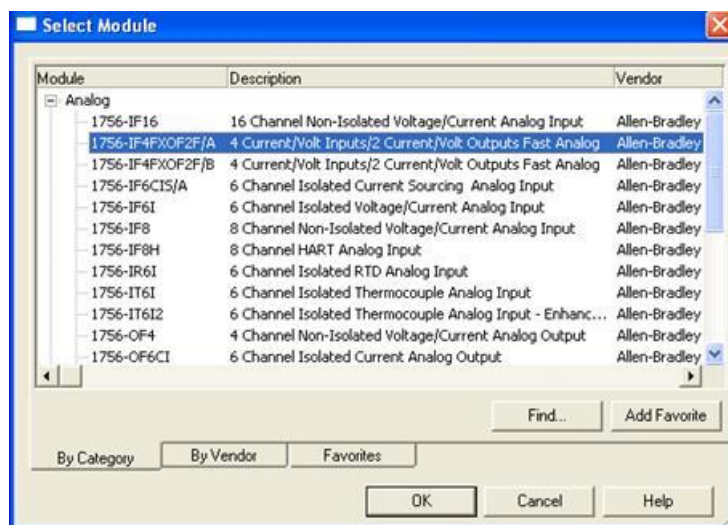 Select Module
Module Description Vendor
Analog
1756-IF16 16 Channel Non-Isolated Voltage/Current Analog Input Allen-Bradley
1756-IF4FXOF2F/A 4 Current/Volt Inputs/2 Current/Volt Outputs Fast Analog Allen-Bradley
1756-IF4FXOF2F/B 4 Current/Volt Inputs/2 Current/Volt Outputs Fast Analog Allen-Bradley
1756-IF6CIS/A 6 Channel Isolated Current Sourcing Analog Input Allen-Bradley
1756-IF6I 6 Channel Isolated Voltage/Current Analog Input Allen-Bradley
1756-IF8 8 Channel Non-Isolated Voltage/Current Analog Input Allen-Bradley
1756-IF8H 8 Channel HART Analog Input Allen-Bradley
1756-IR6I 6 Channel Isolated RTD Analog Input Allen-Bradley
1756-IT6I 6 Channel Isolated Thermocouple Analog Input Allen-Bradley
1756-IT6I2 6 Channel Isolated Thermocouple Analog Input - Enhanc... Allen-Bradley
1756-OF4 4 Channel Non-Isolated Voltage/Current Analog Output Allen-Bradley
1756-OF6CI 6 Channel Isolated Current Analog Output Allen-Bradley
Find... Add Favorite
By Category By Vendor Favorites
OK Cancel Help